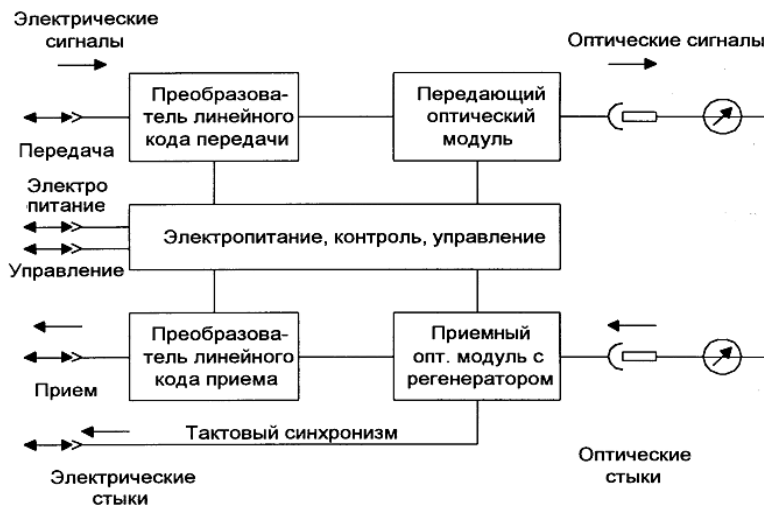 Электрические
сигналы
Оптические сигналы
Преобразова-
тель линейного
кода передачи
Передающий
оптический
модуль
Передача
Электро
питание
Электропитание, контроль, управление
Управление
Преобразова-
тель линейного
кода приема
Приемный
опт. модуль с
регенератором
Прием
Тактовый синхронизм
Электрические
стыки
Оптические
стыки